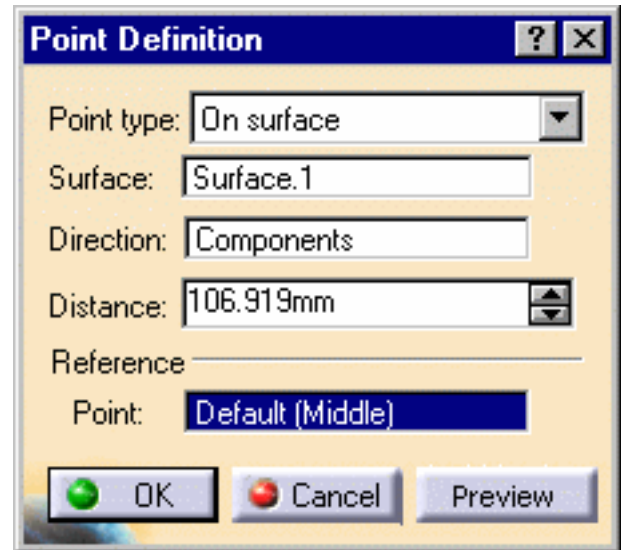 Point Definition ? X
Point type: On surface
Surface: Surface.1
Direction: Components
Distance: 106.919mm
Reference
Point: Default (Middle)
OK Cancel Preview